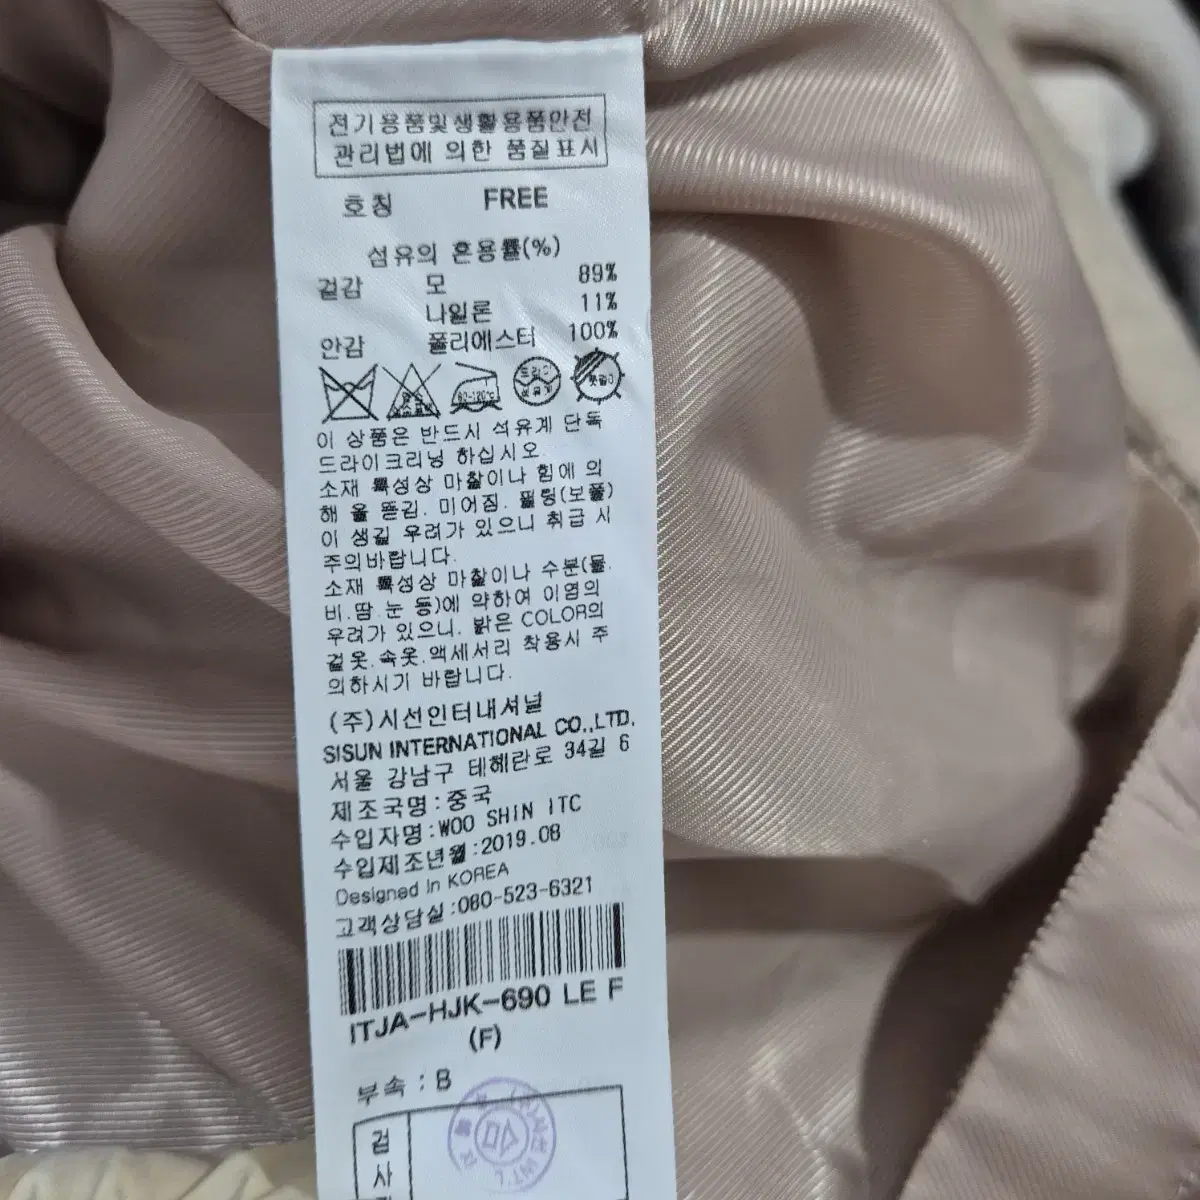 전기용품및생활용품안전
관리법에 의한 품질표시
호칭 FREE
섬유의 혼용률(%)
겉감 모 89%
나일론 11%
안감 폴리에스터 100%
80-120℃ 드라이 석유계
이 상품은 반드시 석유계 단독
드라이크리닝 하십시오
소재 특성상 마찰이나 힘에 의
해 올 뜯김. 미어짐. 필링(보풀)
이 생길 우려가 있으니 취급 시
주의바랍니다.
소재 특성상 마찰이나 수분(물.
비.땀.눈 등)에 약하여 이염의
우려가 있으니. 밝은 COLOR의
겉옷.속옷.액세서리 착용시 주
의하시기 바랍니다.
(주)시선인터내셔널
SISUN INTERNATIONAL CO.,LTD.
서울 강남구 테헤란로 34길 6
제조국명:중국
수입자명:WOO SHIN ITC
수입제조년월:2019.08
Designed in KOREA
고객상담실:080-523-6321
ITJA-HJK-690 LE F
(F)
부속 : B
검
사